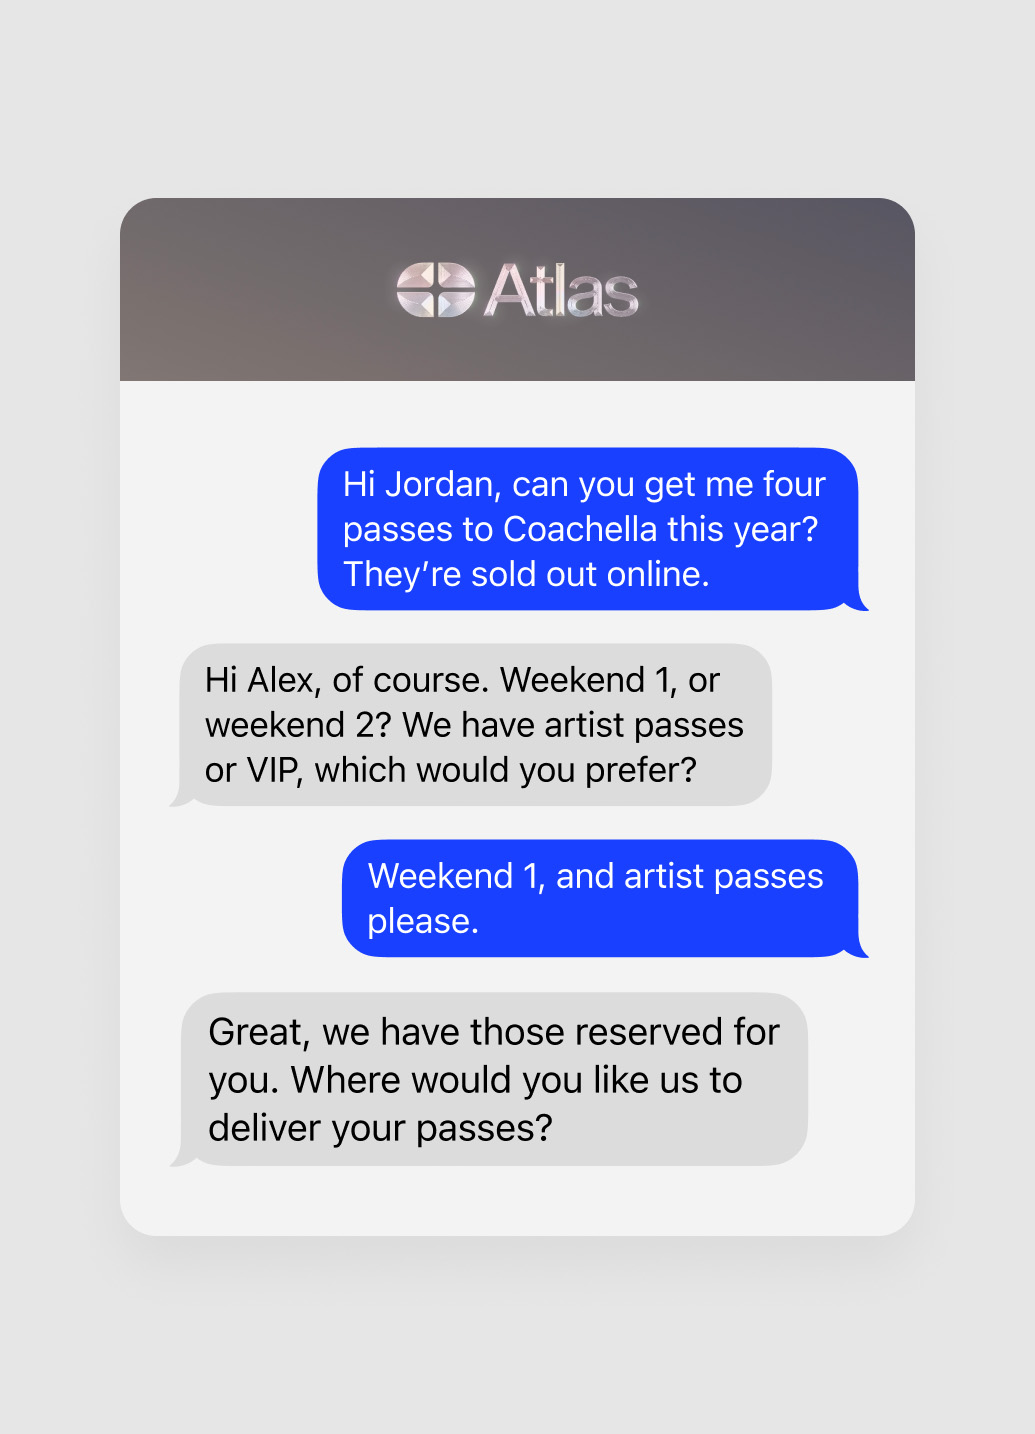 Atlas
Hi Jordan, can you get me four
passes to Coachella this year?
They’re sold out online.
Hi Alex, of course. Weekend 1, or
weekend 2? We have artist passes
or VIP, which would you prefer?
Weekend 1, and artist passes
please.
Great, we have those reserved for
you. Where would you like us to
deliver your passes?